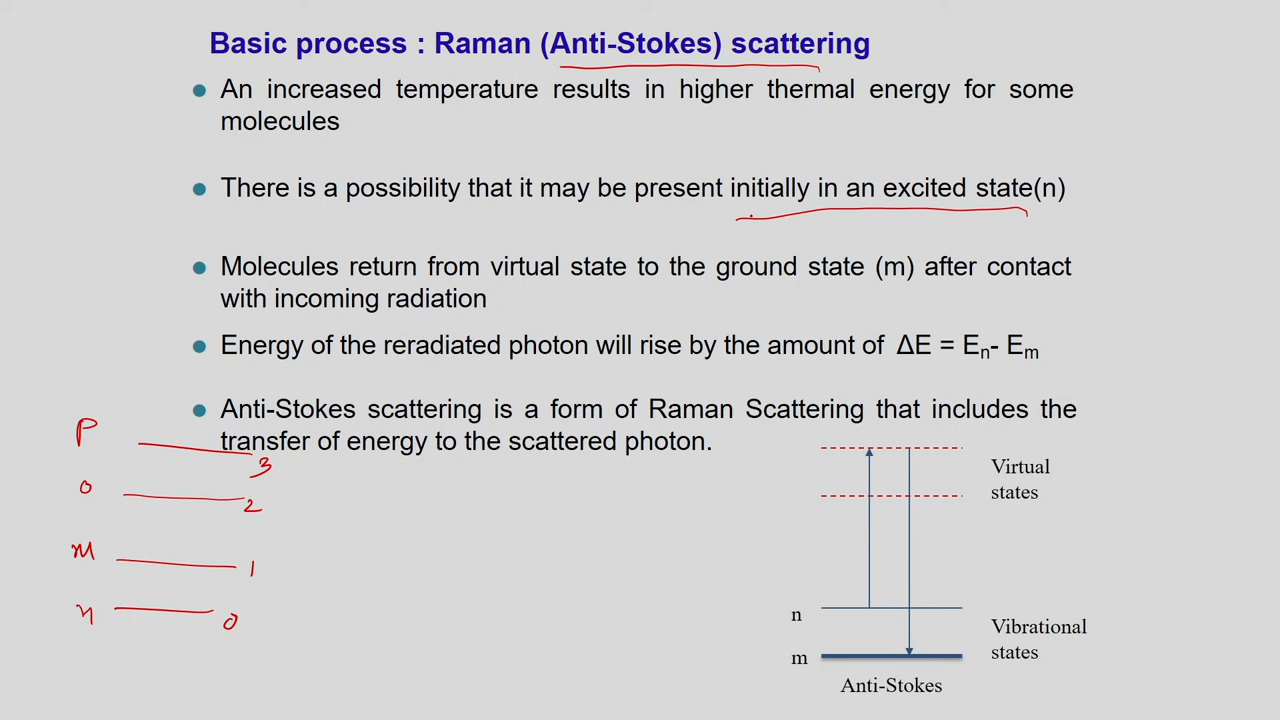 Basic process : Raman (Anti-Stokes) scattering
An increased temperature results in higher thermal energy for some
molecules
There is a possibility that it may be present initially in an excited state(n)
Molecules return from virtual state to the ground state (m) after contact
with incoming radiation
Energy of the reradiated photon will rise by the amount of ΔE = En- Em
Anti-Stokes scattering is a form of Raman Scattering that includes the
transfer of energy to the scattered photon.
P 3
o 2
m 1
n 0
Virtual
states
n
m
Vibrational
states
Anti-Stokes